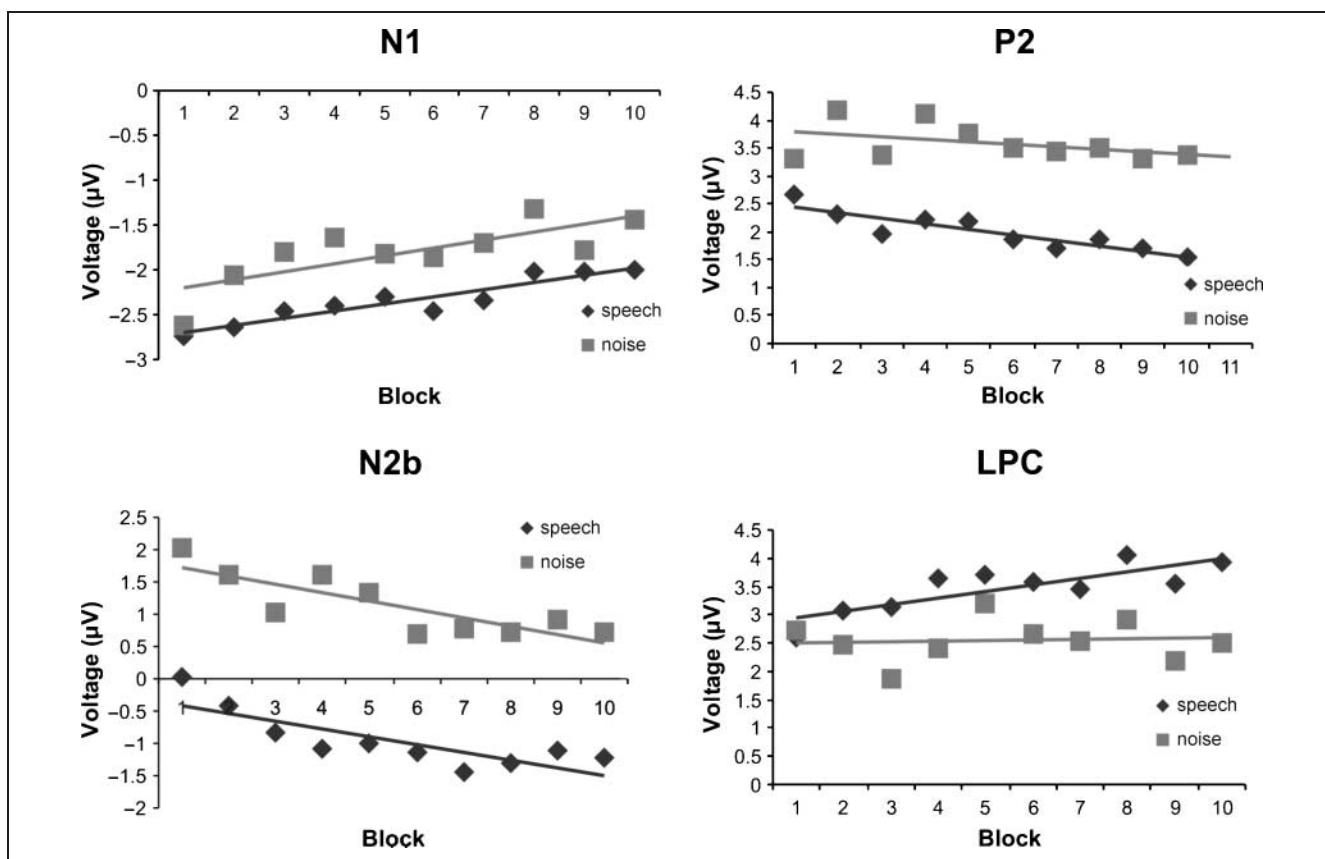 N1
0
1 2 3 4 5 6 7 8 9 10
−0.5
−1
−1.5
−2
−2.5
−3
Voltage (µV)
speech
noise
Block
P2
4.5
4
3.5
3
2.5
2
1.5
1
0.5
0
Voltage (µV)
speech
noise
1 2 3 4 5 6 7 8 9 10 11
Block
N2b
2.5
2
1.5
1
0.5
0
−0.5
−1
−1.5
−2
Voltage (µV)
speech
noise
1 3 4 5 6 7 8 9 10
Block
LPC
4.5
4
3.5
3
2.5
2
1.5
1
0.5
0
Voltage (µV)
speech
noise
1 2 3 4 5 6 7 8 9 10
Block